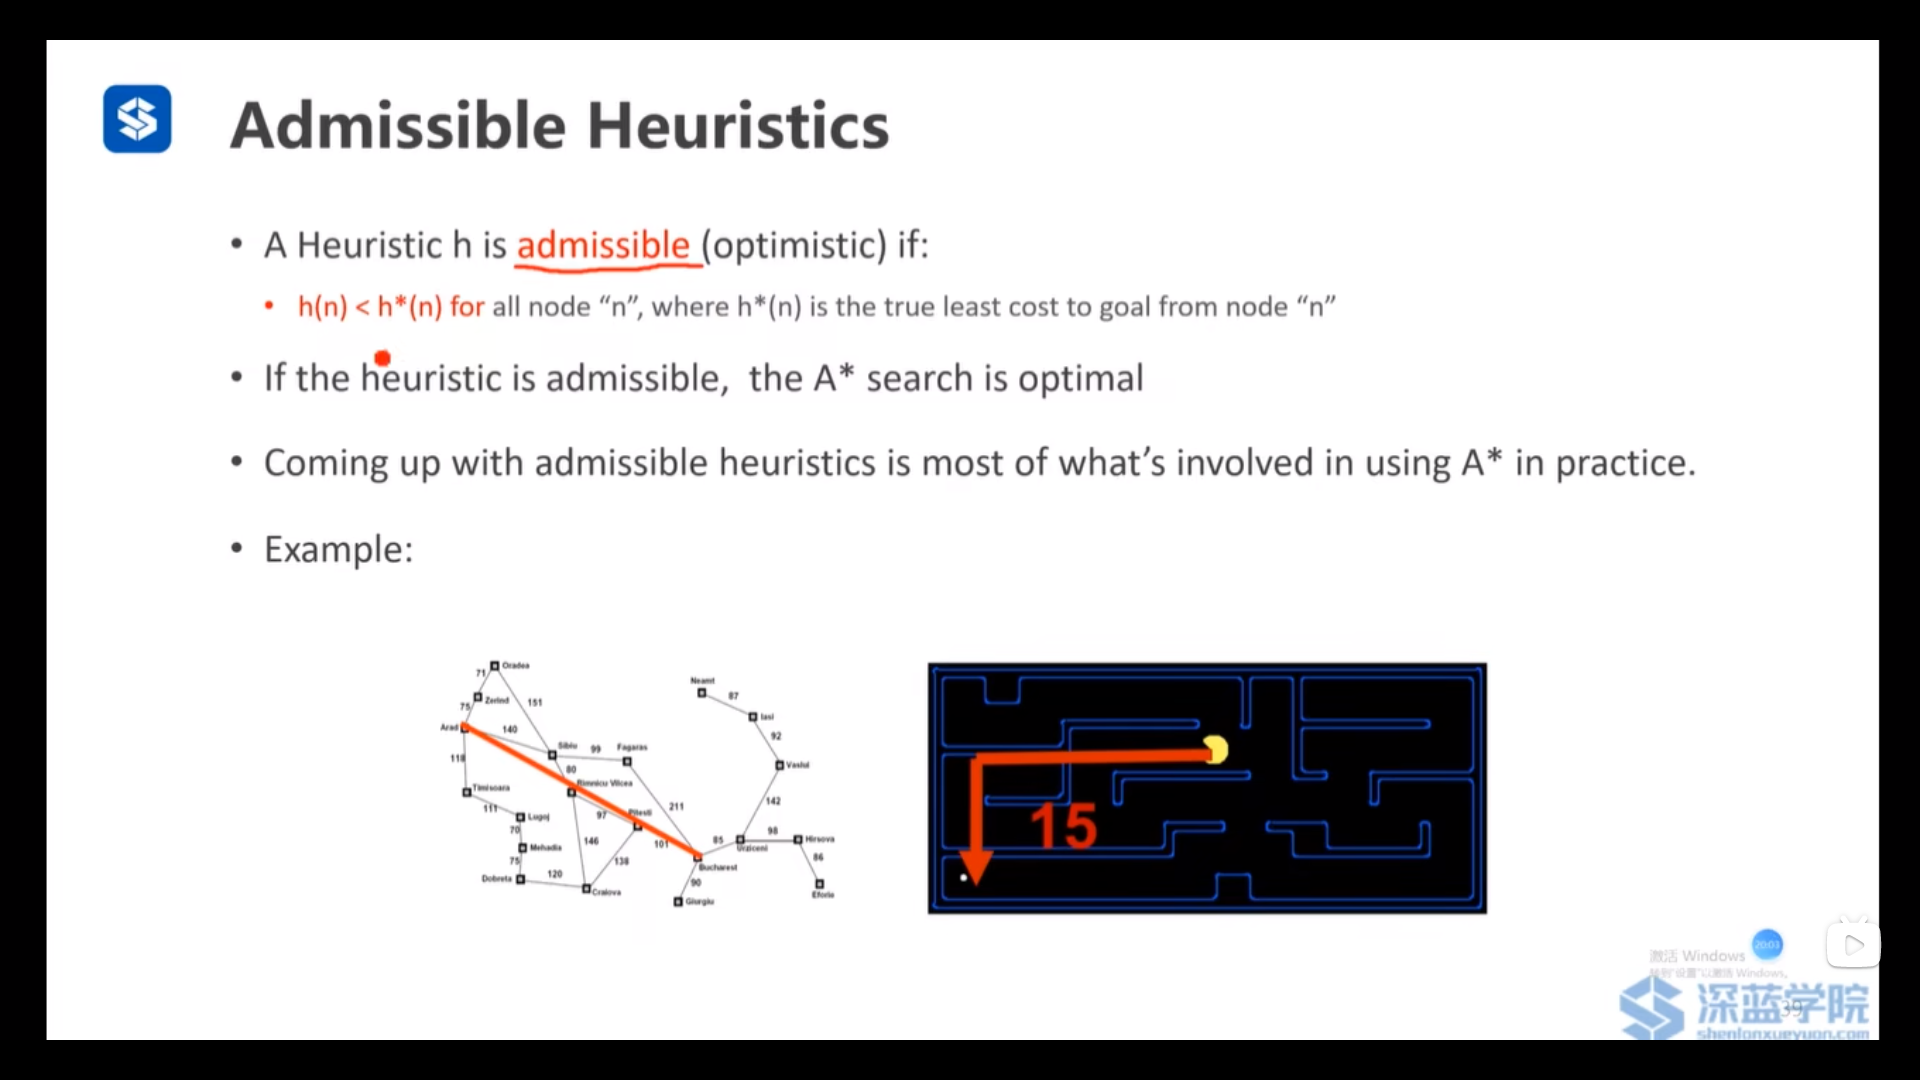 Admissible Heuristics
• A Heuristic h is admissible (optimistic) if:
• h(n) < h*(n) for all node “n”, where h*(n) is the true least cost to goal from node “n”
• If the heuristic is admissible, the A* search is optimal
• Coming up with admissible heuristics is most of what’s involved in using A* in practice.
• Example:
Oradea
71
Neamt
87
Zerind
151
75
Iasi
Arad
140
92
Sibiu
99
Fagaras
118
80
Vaslui
Rimnicu Vilcea
Timisoara
142
211
111
Lugoj
97
Pitesti
70
98
85
Hirsova
146
101
Urziceni
Mehadia
86
75
138
Bucharest
120
Dobreta
90
Craiova
Eforie
Giurgiu
15
激活 Windows
20:03
转到"设置"以激活 Windows。
深蓝学院
39
shenlanxueyuan.com